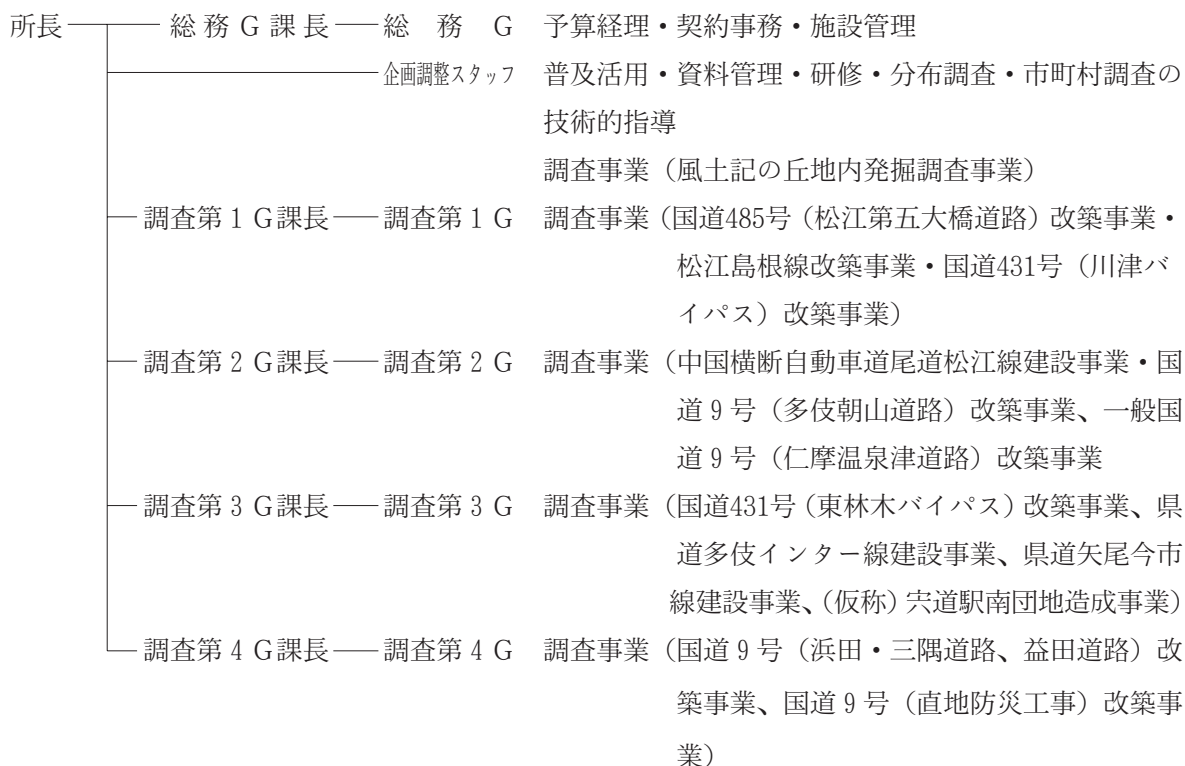 所長 総務G課長 総務G 予算経理・契約事務・施設管理
企画調整スタッフ 普及活用・資料管理・研修・分布調査・市町村調査の
技術的指導
調査事業（風土記の丘地内発掘調査事業）
調査第1G課長 調査第1G 調査事業（国道485号（松江第五大橋道路）改築事業・
松江島根線改築事業・国道431号（川津バ
イパス）改築事業）
調査第2G課長 調査第2G 調査事業（中国横断自動車道尾道松江線建設事業・国
道9号（多伎朝山道路）改築事業、一般国
道9号（仁摩温泉津道路）改築事業
調査第3G課長 調査第3G 調査事業（国道431号（東林木バイパス）改築事業、県
道多伎インター線建設事業、県道矢尾今市
線建設事業、（仮称）宍道駅南団地造成事業）
調査第4G課長 調査第4G 調査事業（国道9号（浜田・三隅道路、益田道路）改
築事業、国道9号（直地防災工事）改築事
業）